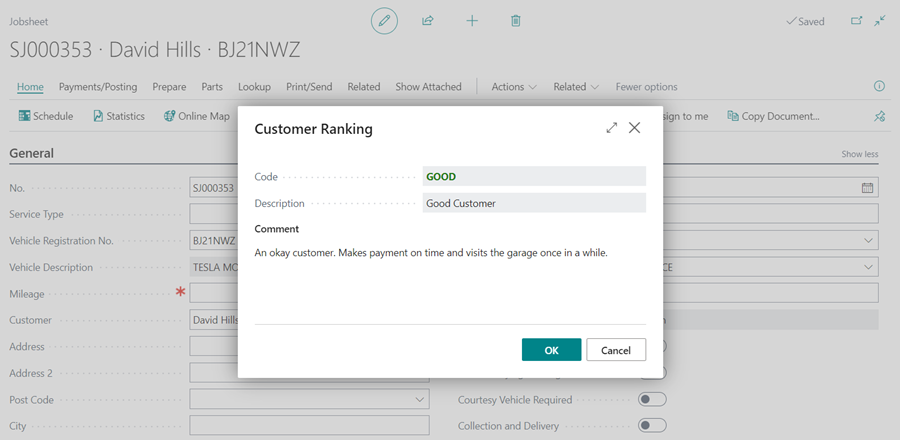 Jobsheet
Saved
SJ000353 · David Hills · BJ21NWZ
Home Payments/Posting Prepare Parts Lookup Print/Send Related Show Attached Actions Related Fewer options
Schedule Statistics Online Map sign to me Copy Document...
General
Show less
No. SJ000353
Service Type
Vehicle Registration No. BJ21NWZ
Vehicle Description TESLA MO
Mileage
Customer David Hills
Address
Address 2
Post Code
City
Customer Ranking
Code GOOD
Description Good Customer
Comment
An okay customer. Makes payment on time and visits the garage once in a while.
OK Cancel
CE
Courtesy Vehicle Required
Collection and Delivery